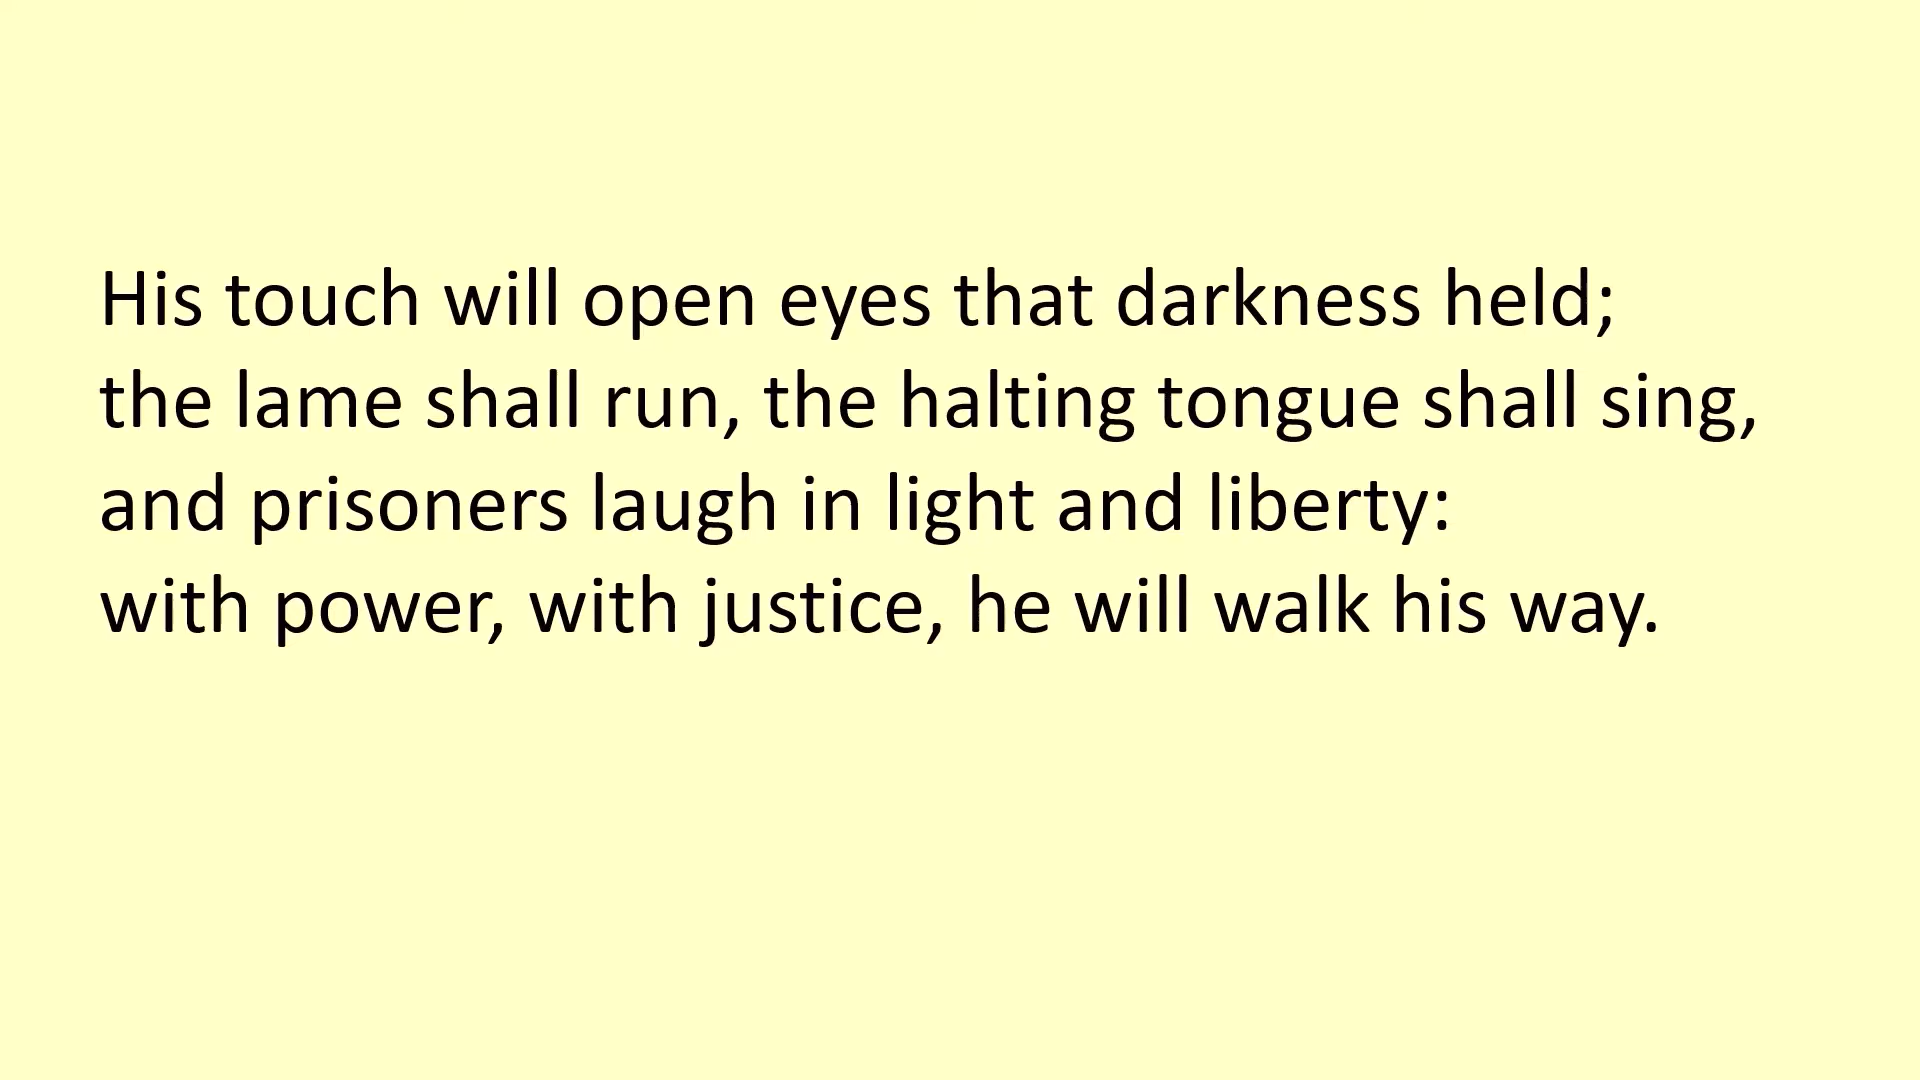 His touch will open eyes that darkness held;
the lame shall run, the halting tongue shall sing,
and prisoners laugh in light and liberty:
with power, with justice, he will walk his way.